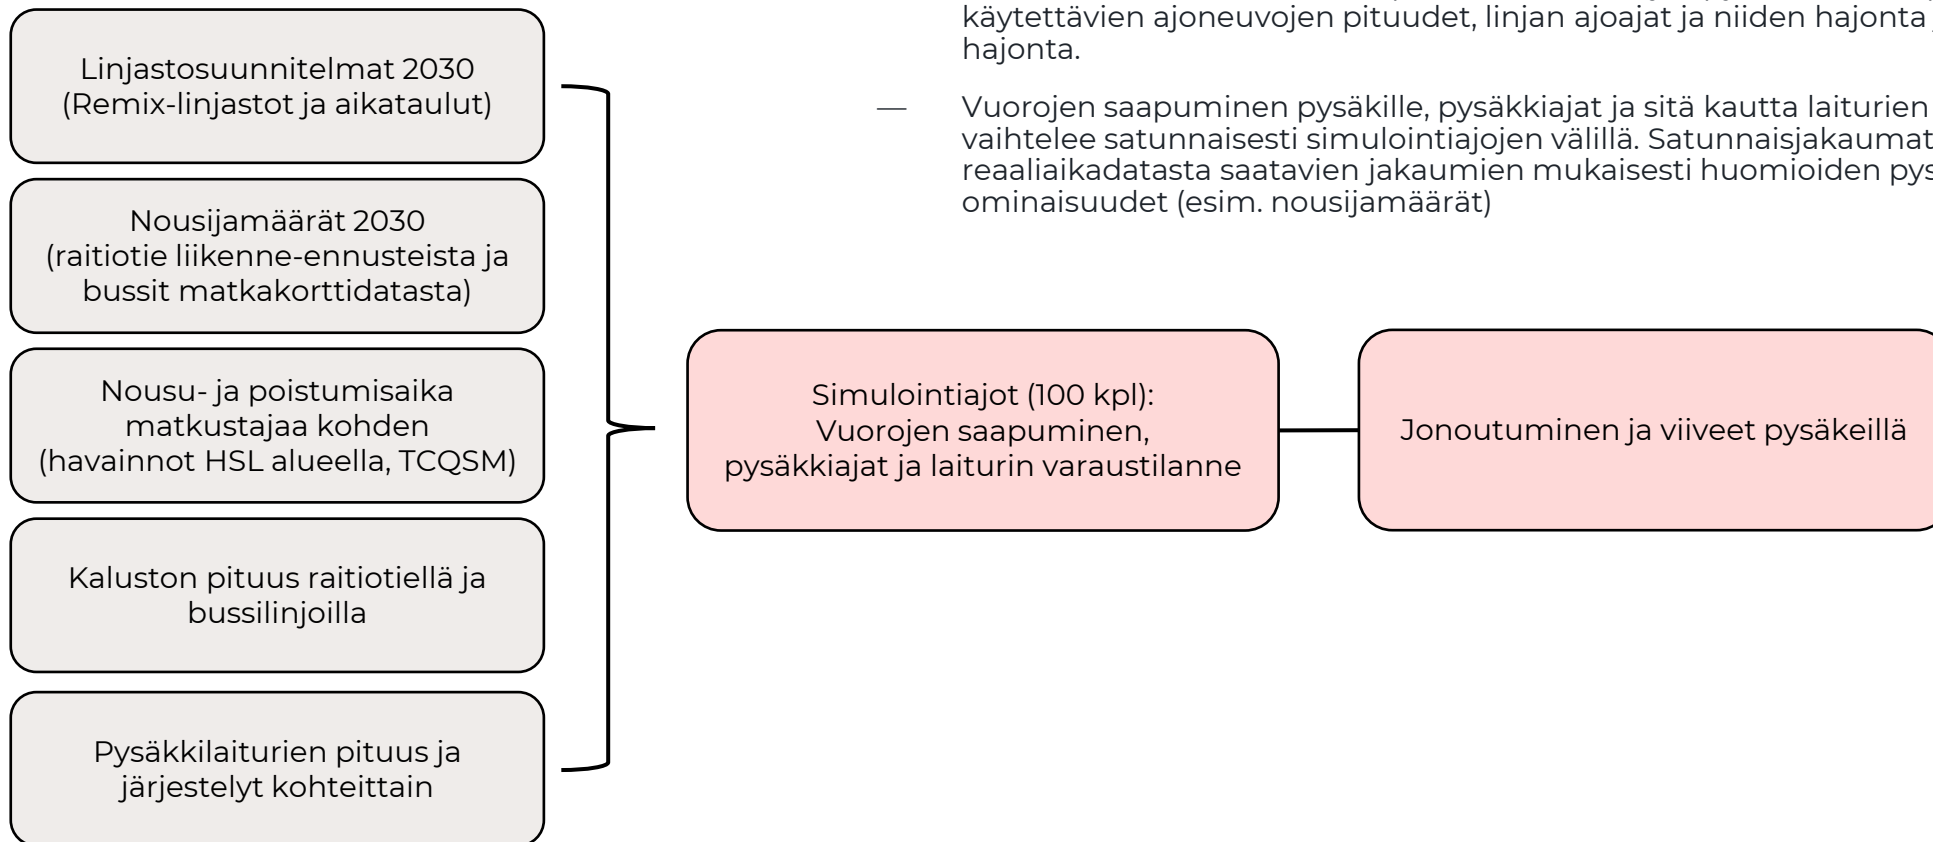 käytettävien ajoneuvojen pituudet, linjan ajoajat ja niiden hajonta
hajonta.
— Vuorojen saapuminen pysäkille, pysäkkiajat ja sitä kautta laiturien
vaihtelee satunnaisesti simulointiajojen välillä. Satunnaisjakaumat
reaaliaikadatasta saatavien jakaumien mukaisesti huomioiden pys
ominaisuudet (esim. nousijamäärät)
Linjastosuunnitelmat 2030
(Remix-linjastot ja aikataulut)
Nousijamäärät 2030
(raitiotie liikenne-ennusteista ja
bussit matkakorttidatasta)
Nousu- ja poistumisaika
matkustajaa kohden
(havainnot HSL alueella, TCQSM)
Kaluston pituus raitiotiellä ja
bussilinjoilla
Pysäkkilaiturien pituus ja
järjestelyt kohteittain
Simulointiajot (100 kpl):
Vuorojen saapuminen,
pysäkkiajat ja laiturin varaustilanne
Jonoutuminen ja viiveet pysäkeillä